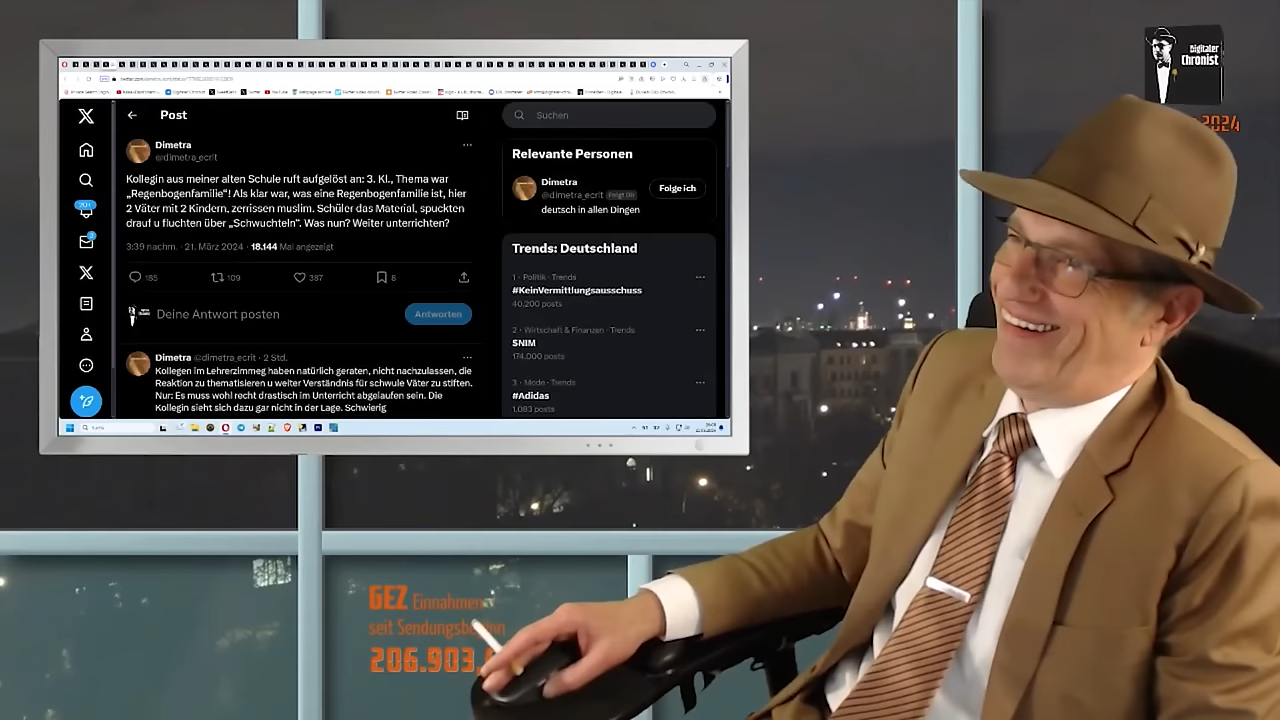 Digitaler
Chronist
2024
Post
Suchen
Dimetra
@dimetra_ecrit
Kollegin aus meiner alten Schule ruft aufgelöst an: 3. Kl., Thema war
„Regenbogenfamilie“! Als klar war, was eine Regenbogenfamilie ist, hier
2 Väter mit 2 Kindern, zerrissen muslim. Schüler das Material, spuckten
drauf u fluchten über „Schwuchteln“. Was nun? Weiter unterrichten?
3:39 nachm. · 21. März 2024 · 18.144 Mal angezeigt
185 109 387 8
Deine Antwort posten
Antworten
Dimetra @dimetra_ecrit · 2 Std.
Kollegen im Lehrerzimmeg haben natürlich geraten, nicht nachzulassen, die
Reaktion zu thematisieren u weiter Verständnis für schwule Väter zu stiften.
Nur: Es muss wohl recht drastisch im Unterricht abgelaufen sein. Die
Kollegin sieht sich dazu gar nicht in der Lage. Schwierig
Relevante Personen
Dimetra
@dimetra_ecrit Folgt Dir
Folge ich
deutsch in allen Dingen
Trends: Deutschland
1 · Politik · Trends
#KeinVermittlungsausschuss
40.200 posts
2 · Wirtschaft & Finanzen · Trends
$NIM
174.000 posts
3 · Mode · Trends
#Adidas
1.083 posts
GEZ Einnahmen
seit Sendungsbeginn
206.903.